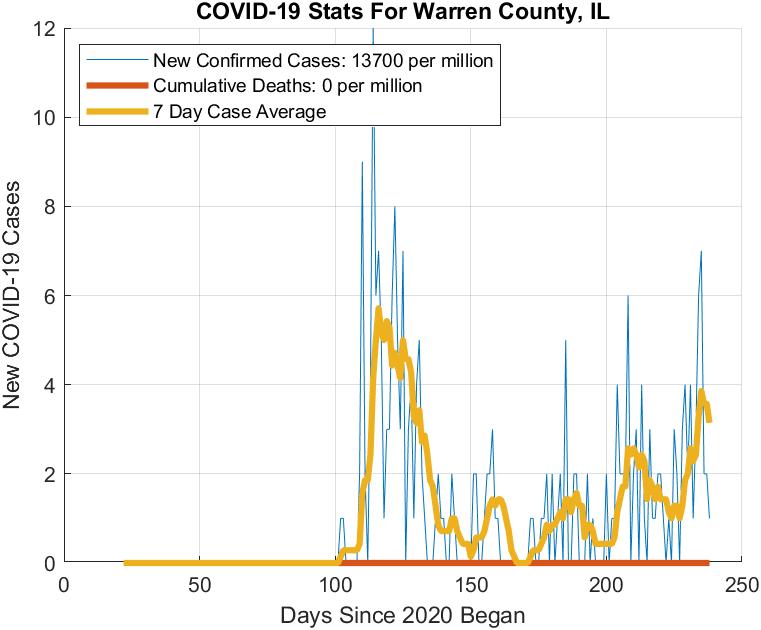 COVID-19 Stats For Warren County, IL
New Confirmed Cases: 13700 per million
Cumulative Deaths: 0 per million
7 Day Case Average
New COVID-19 Cases
12
10
8
6
4
2
0
0 50 100 150 200 250
Days Since 2020 Began